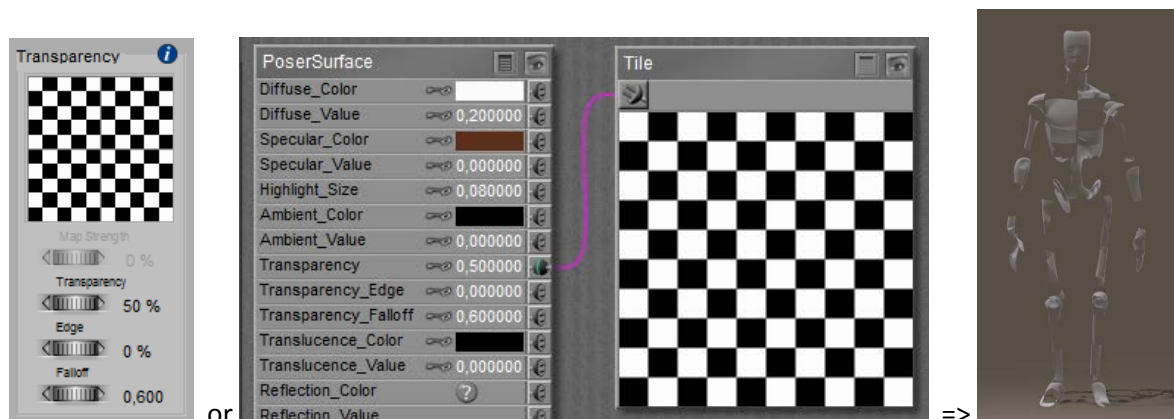 Transparency i
Map Strength
0 %
Transparency
50 %
Edge
0 %
Falloff
0,600
or
PoserSurface
Diffuse_Color
Diffuse_Value 0,200000
Specular_Color
Specular_Value 0,000000
Highlight_Size 0,080000
Ambient_Color
Ambient_Value 0,000000
Transparency 0,500000
Transparency_Edge 0,000000
Transparency_Falloff 0,600000
Translucence_Color
Translucence_Value 0,000000
Reflection_Color ?
Reflection_Value
Tile
=>